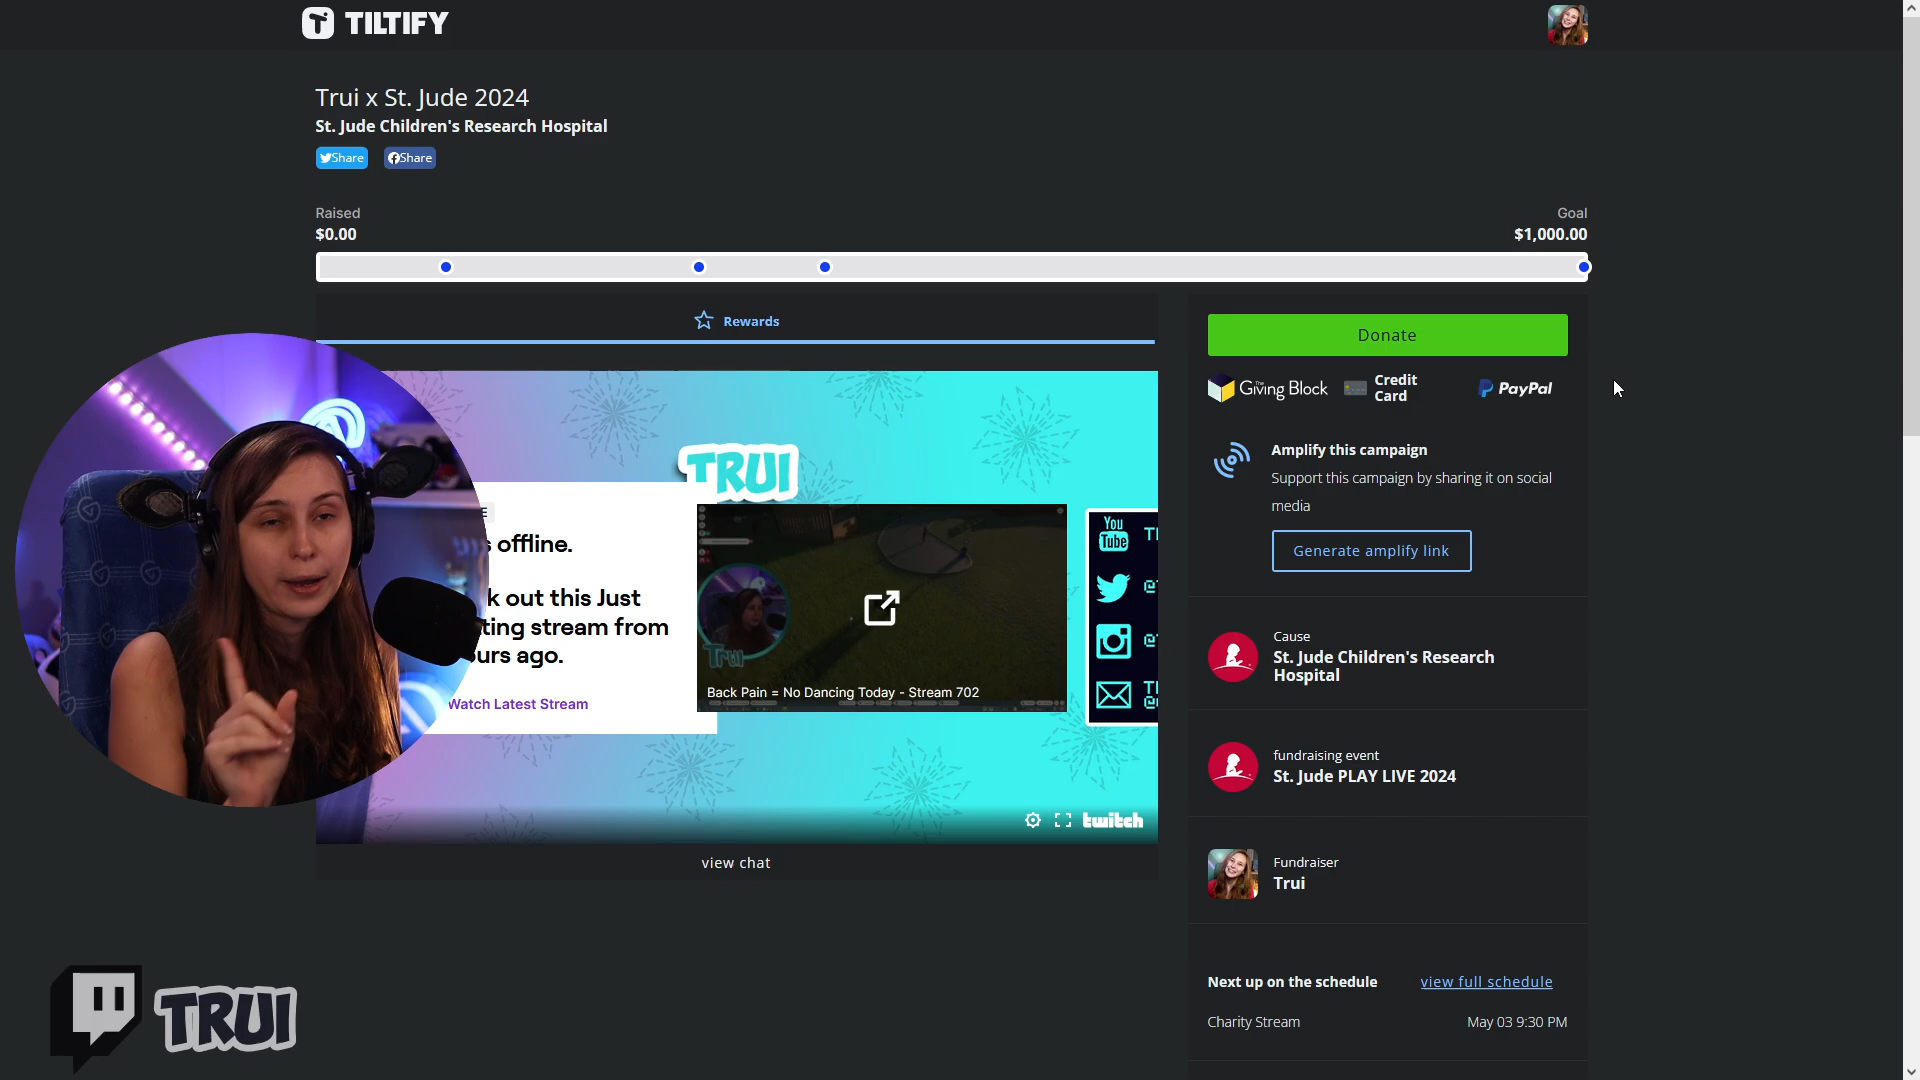 TILTIFY
Trui x St. Jude 2024
St. Jude Children's Research Hospital
Share
Share
Raised
Goal
$0.00
$1,000.00
Rewards
Donate
The Giving Block
Credit Card
PayPal
Amplify this campaign
Support this campaign by sharing it on social
media
Generate amplify link
TRUI
E
s offline.
k out this Just
ting stream from
urs ago.
Watch Latest Stream
Trui
Back Pain = No Dancing Today - Stream 702
You
Tube
Cause
St. Jude Children's Research
Hospital
fundraising event
St. Jude PLAY LIVE 2024
twitch
view chat
Fundraiser
Trui
Next up on the schedule
view full schedule
Charity Stream
May 03 9:30 PM
TRUI